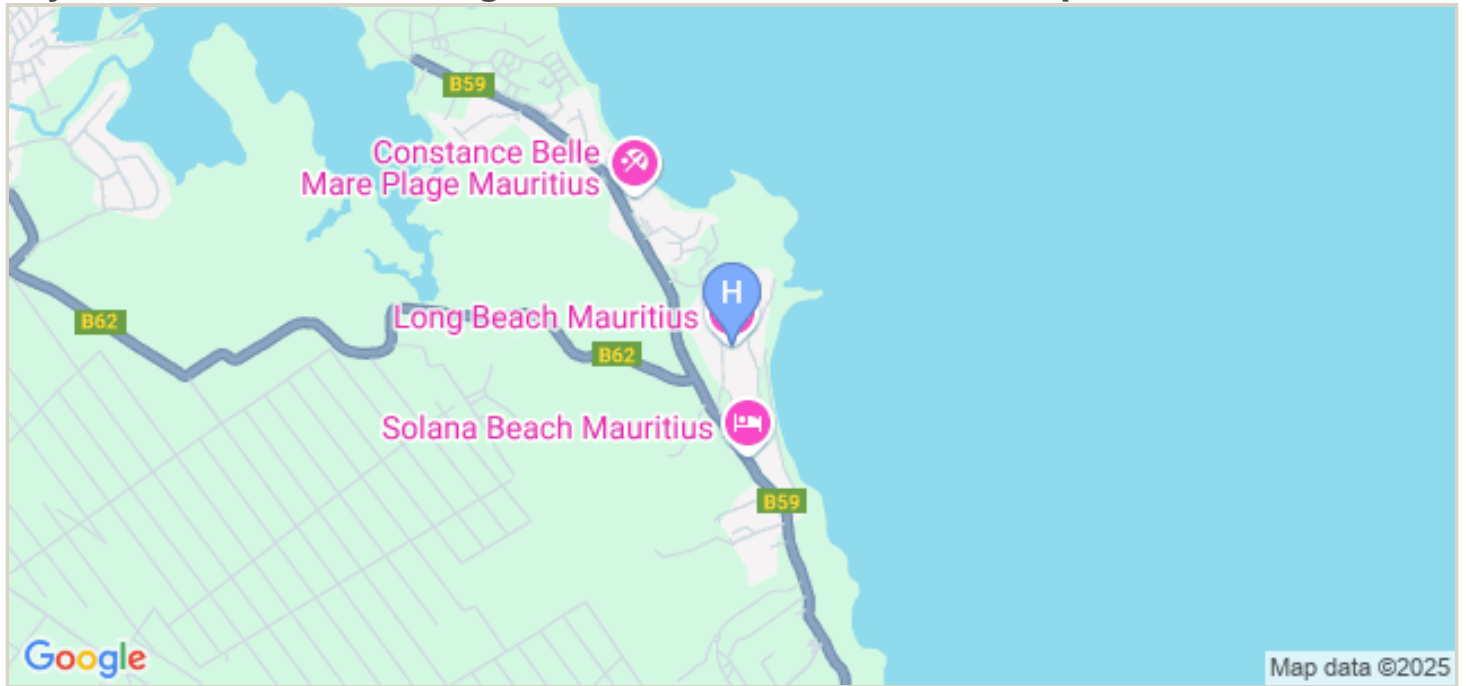 B59
Constance Belle
Mare Plage Mauritius
H
Long Beach Mauritius
B62
B62
Solana Beach Mauritius
B59
Google
Map data ©2025